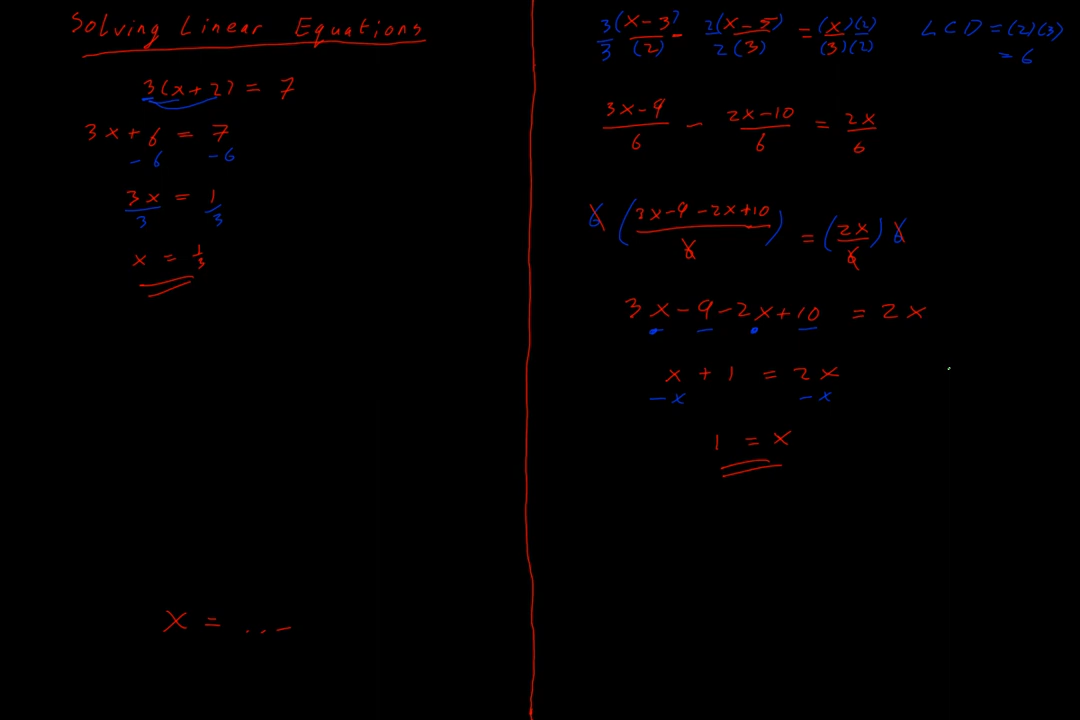 Solving Linear Equations
3(x+2) = 7
3x+6 = 7
-6 -6
3x/3 = 1/3
x = 1/3
X = ...
3(x-3)/3(2) - 2(x-5)/2(3) = (x)(2)/(3)(2)
LCD = (2)(3)
= 6
3x-9/6 - 2x-10/6 = 2x/6
6(3x-9-2x+10/6) = (2x/6)6
3x-9-2x+10 = 2x
x + 1 = 2x
-x -x
1 = x